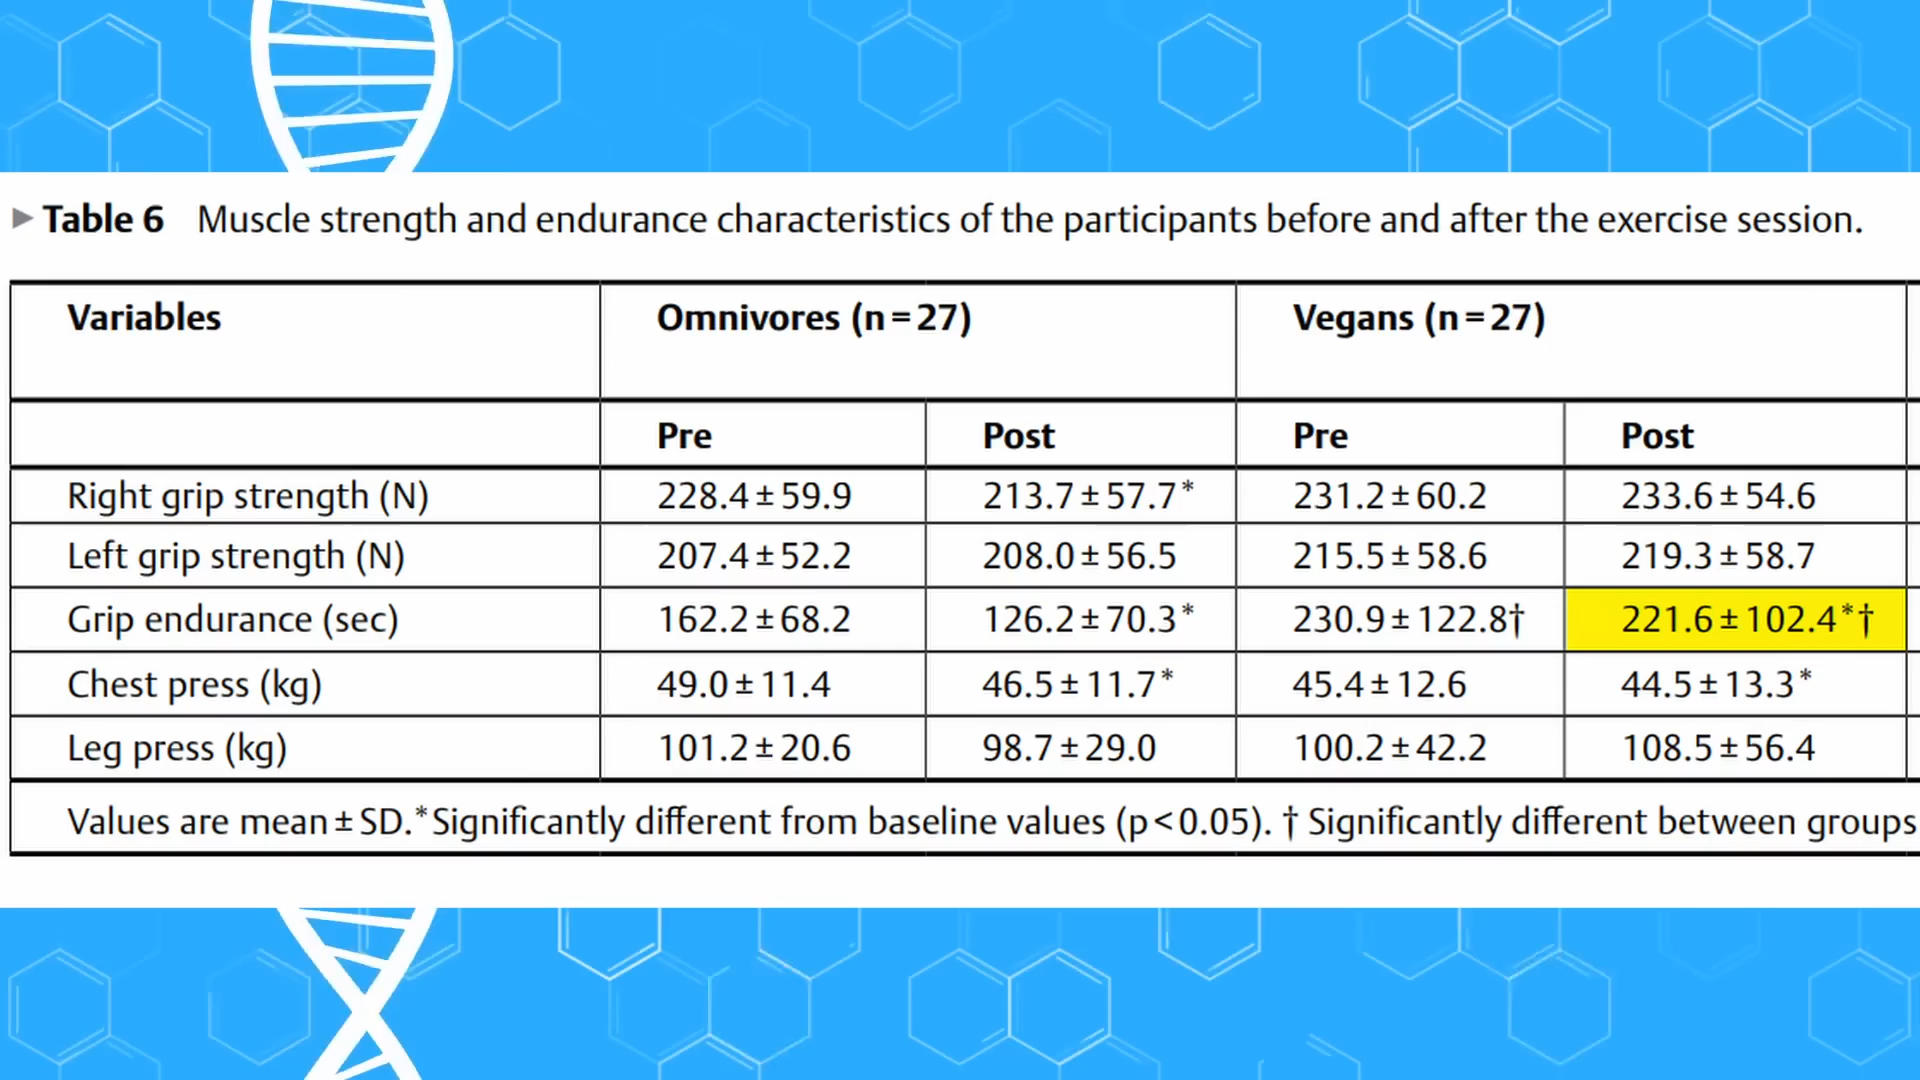 ▶ Table 6 Muscle strength and endurance characteristics of the participants before and after the exercise session.
Variables Omnivores (n=27) Vegans (n=27)
Pre Post Pre Post
Right grip strength (N) 228.4±59.9 213.7±57.7* 231.2±60.2 233.6±54.6
Left grip strength (N) 207.4±52.2 208.0±56.5 215.5±58.6 219.3±58.7
Grip endurance (sec) 162.2±68.2 126.2±70.3* 230.9±122.8† 221.6±102.4*†
Chest press (kg) 49.0±11.4 46.5±11.7* 45.4±12.6 44.5±13.3*
Leg press (kg) 101.2±20.6 98.7±29.0 100.2±42.2 108.5±56.4
Values are mean±SD.*Significantly different from baseline values (p<0.05). † Significantly different between groups